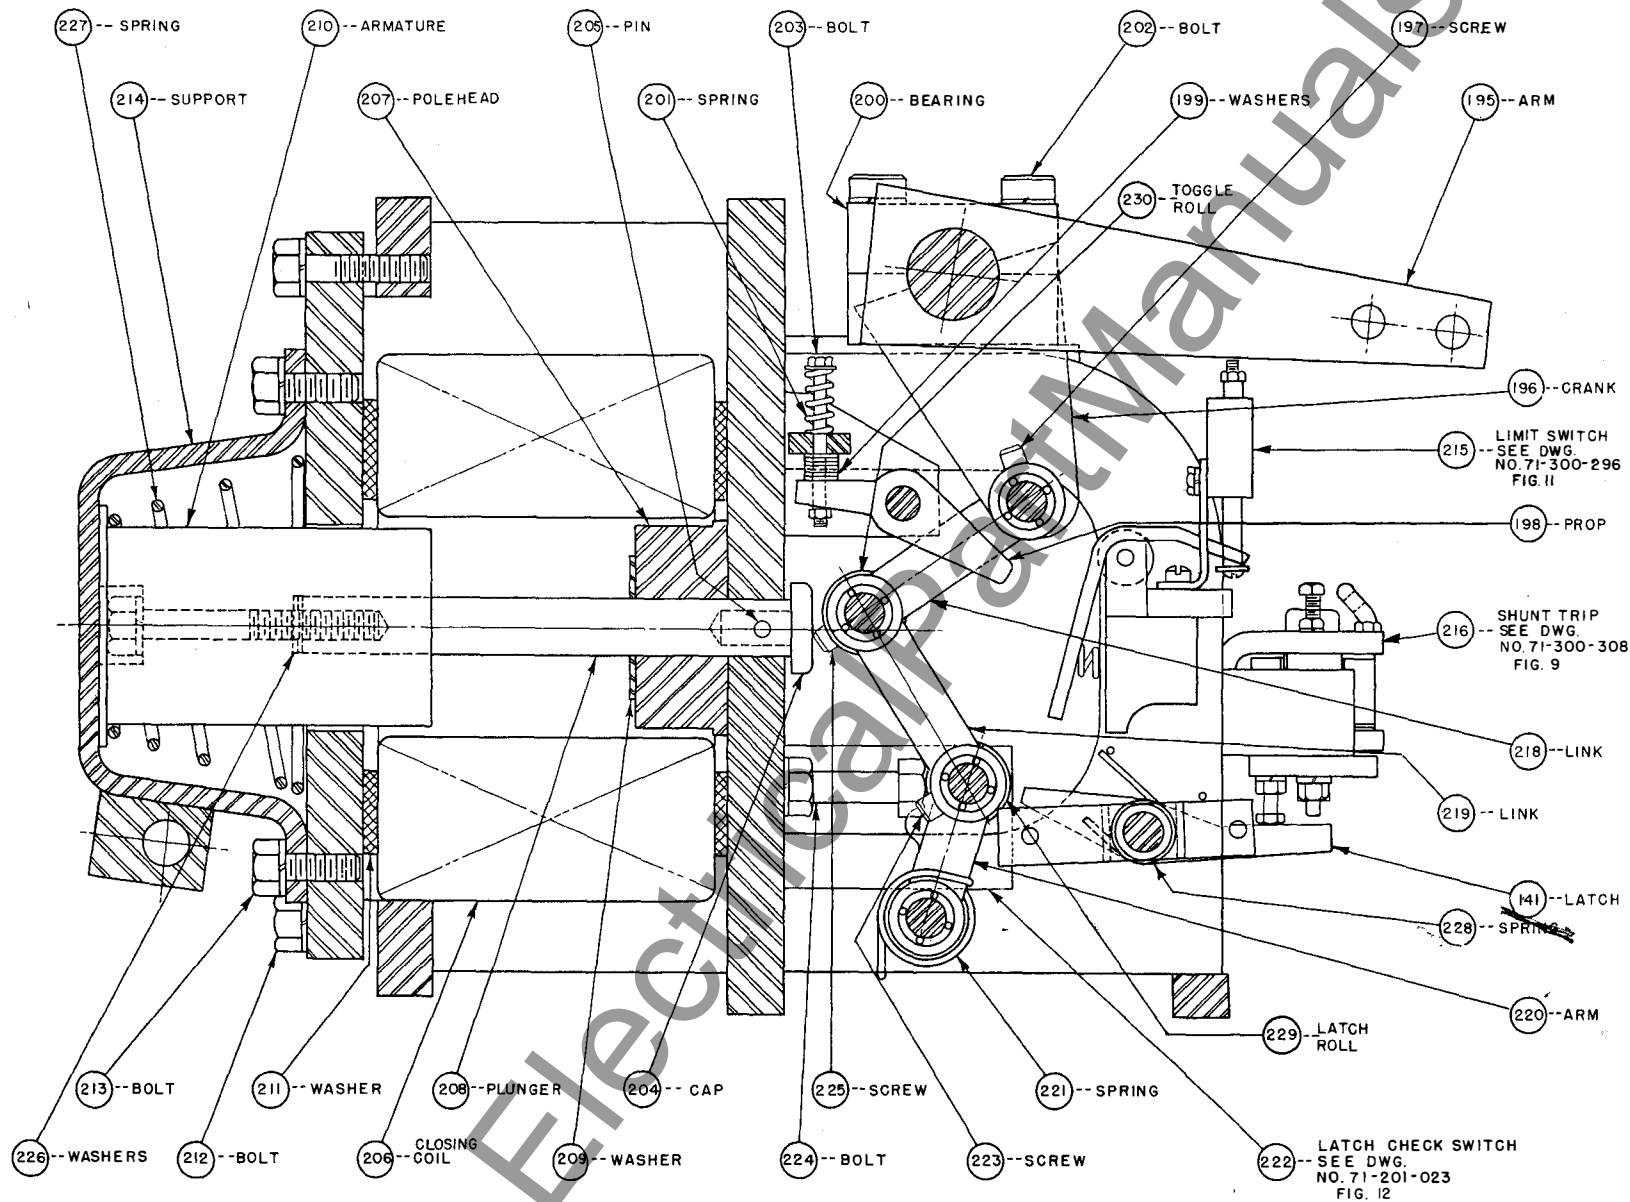 227--SPRING
210--ARMATURE
205--PIN
203--BOLT
202--BOLT
197--SCREW
214--SUPPORT
207--POLEHEAD
201--SPRING
200--BEARING
199--WASHERS
195--ARM
230--TOGGLE
ROLL
196--CRANK
215--LIMIT SWITCH
SEE DWG.
NO. 71-300-296
FIG. 11
198--PROP
216--SHUNT TRIP
SEE DWG.
NO. 71-300-308
FIG. 9
218--LINK
219--LINK
141--LATCH
228--SPRING
220--ARM
229--LATCH
ROLL
213--BOLT
211--WASHER
208--PLUNGER
204--CAP
225--SCREW
221--SPRING
226--WASHERS
212--BOLT
206--CLOSING
COIL
209--WASHER
224--BOLT
223--SCREW
222--LATCH CHECK SWITCH
SEE DWG.
NO. 71-201-023
FIG. 12
ElectricalPartManuals